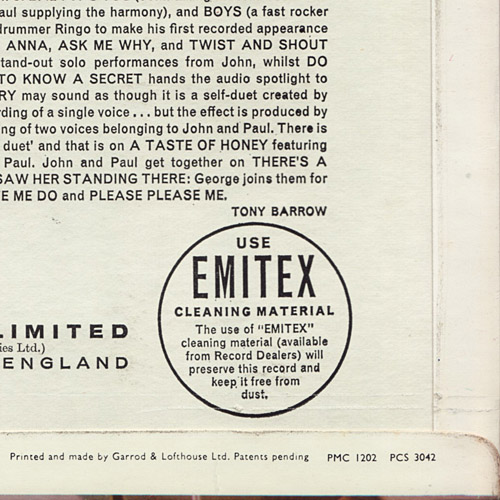 aul supplying the harmony), and BOYS (a fast rocker
drummer Ringo to make his first recorded appearance
ANNA, ASK ME WHY, and TWIST AND SHOUT
tand-out solo performances from John, whilst DO
TO KNOW A SECRET hands the audio spotlight to
RY may sound as though it is a self-duet created by
rding of a single voice . . . but the effect is produced by
ng of two voices belonging to John and Paul. There is
duet' and that is on A TASTE OF HONEY featuring
Paul. John and Paul get together on THERE'S A
SAW HER STANDING THERE: George joins them for
E ME DO and PLEASE PLEASE ME.
TONY BARROW
USE
EMITEX
CLEANING MATERIAL
The use of "EMITEX"
cleaning material (available
from Record Dealers) will
preserve this record and
keep it free from
dust.
LIMITED
ies Ltd.)
ENGLAND
Printed and made by Garrod & Lofthouse Ltd. Patents pending PMC 1202 PCS 3042